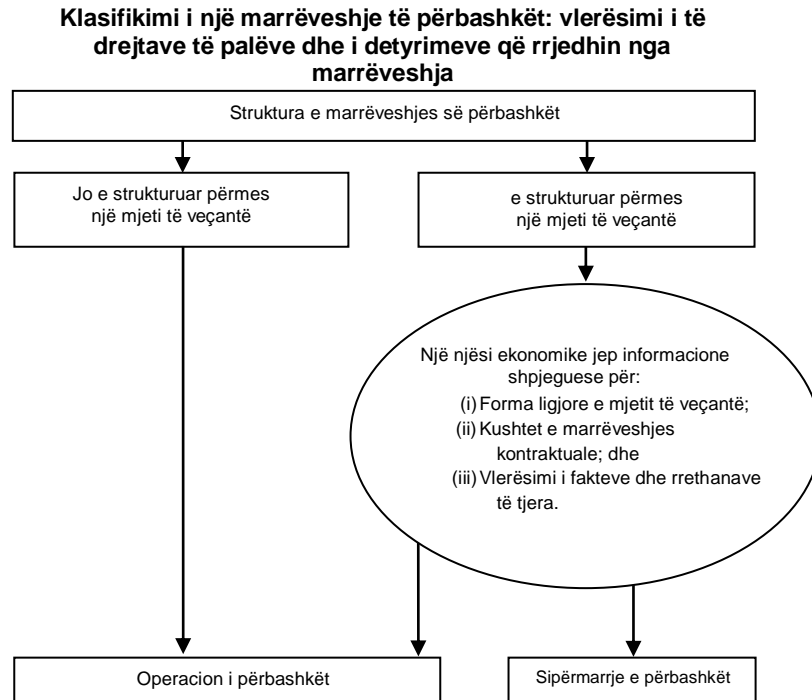 Klasifikimi i një marrëveshje të përbashkët: vlerësimi i të
drejtave të palëve dhe i detyrimeve që rrjedhin nga
marrëveshja
Struktura e marrëveshjes së përbashkët
Jo e strukturuar përmes
një mjeti të veçantë
e strukturuar përmes
një mjeti të veçantë
Një njësi ekonomike jep informacione
shpjeguese për:
(i) Forma ligjore e mjetit të veçantë;
(ii) Kushtet e marrëveshjes
kontraktuale; dhe
(iii) Vlerësimi i fakteve dhe rrethanave
të tjera.
Operacion i përbashkët
Sipërmarrje e përbashkët